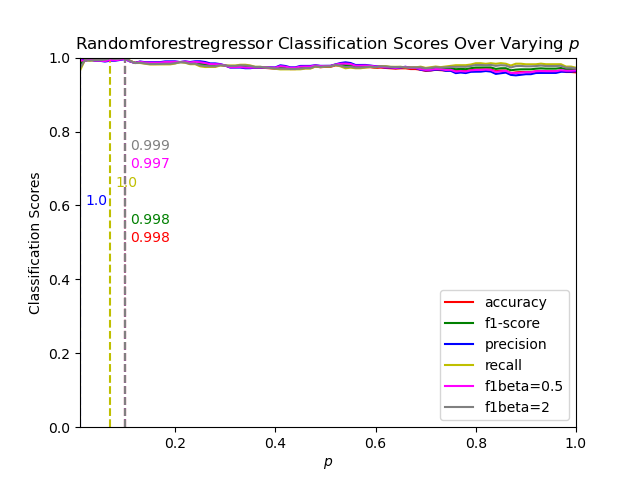 Randomforestregressor Classification Scores Over Varying p
Classification Scores
1.0
0.8
0.6
0.4
0.2
0.0
0.999
0.997
1.0
1.0
0.998
0.998
accuracy
f1-score
precision
recall
f1beta=0.5
f1beta=2
0.2
0.4
0.6
0.8
1.0
p